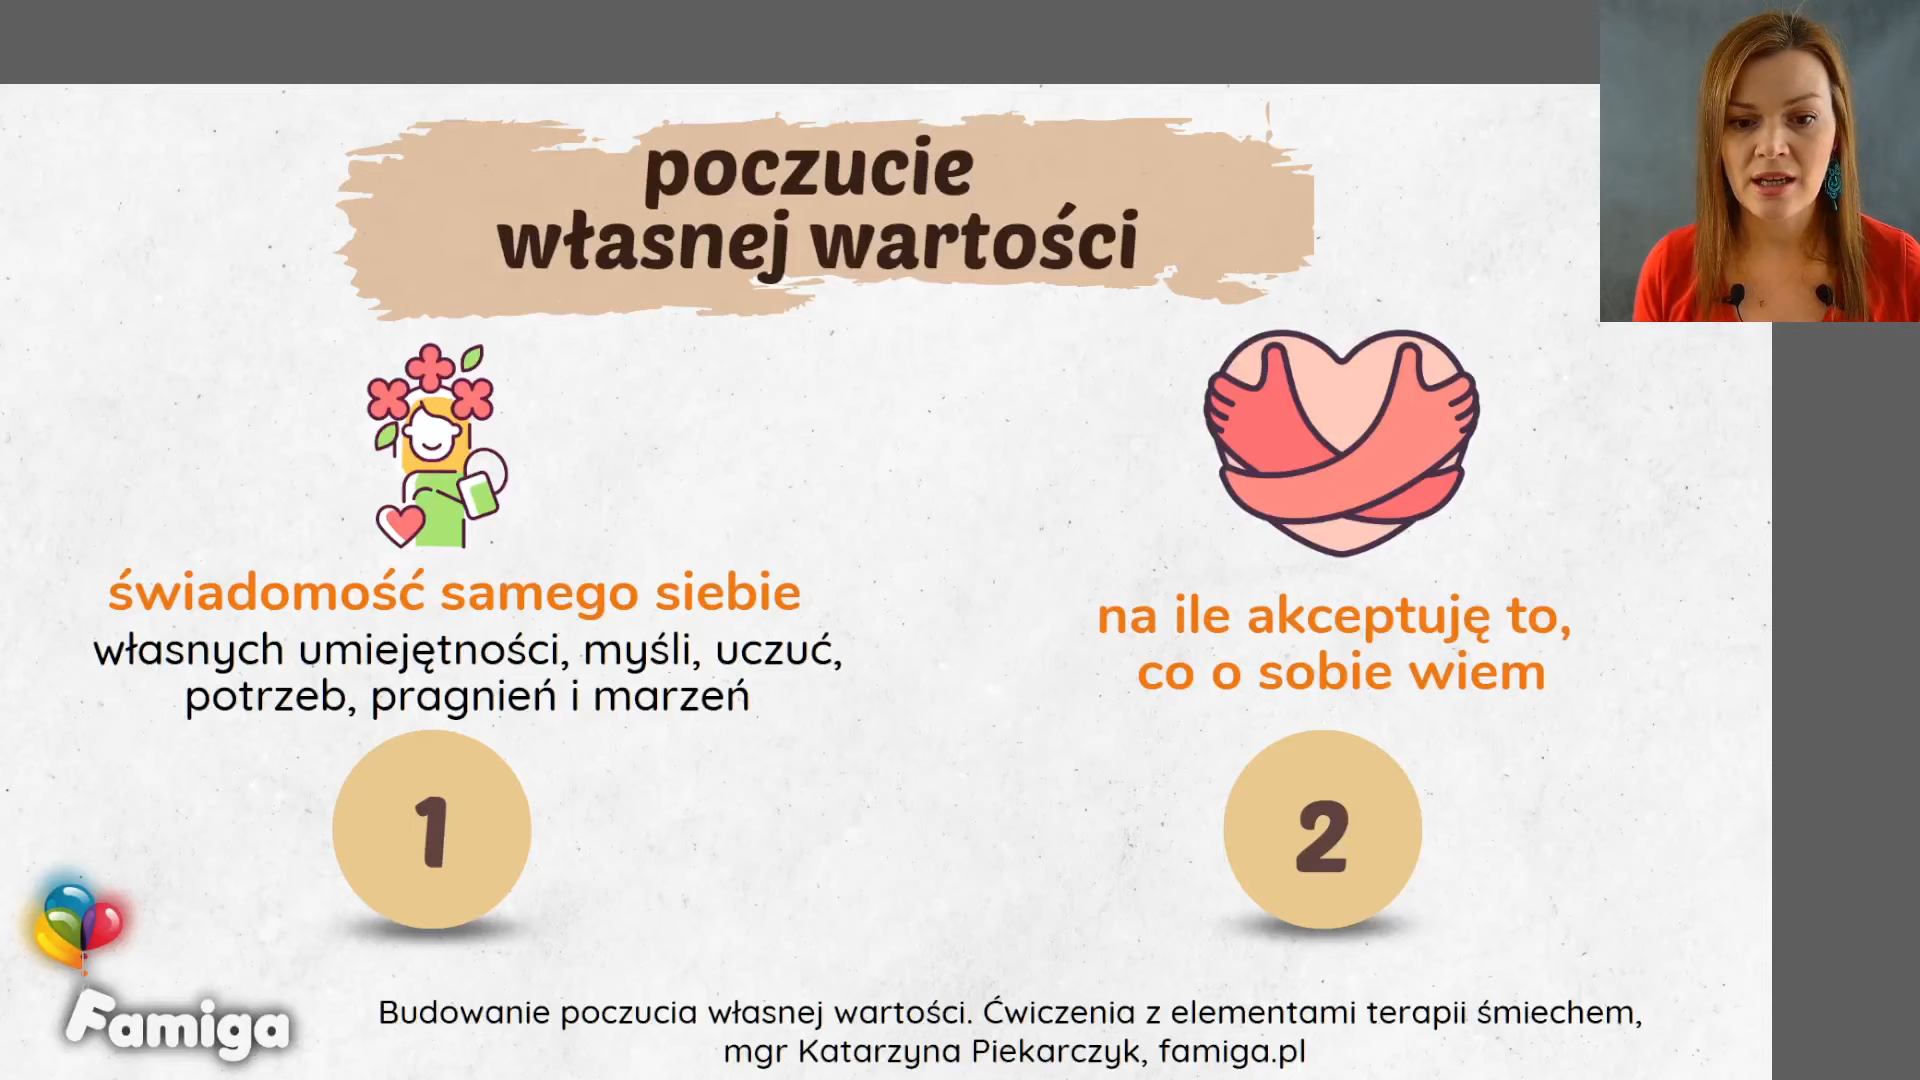 poczucie
własnej wartości
świadomość samego siebie
własnych umiejętności, myśli, uczuć,
potrzeb, pragnień i marzeń
1
na ile akceptuję to,
co o sobie wiem
2
Famiga
Budowanie poczucia własnej wartości. Ćwiczenia z elementami terapii śmiechem,
mgr Katarzyna Piekarczyk, famiga.pl